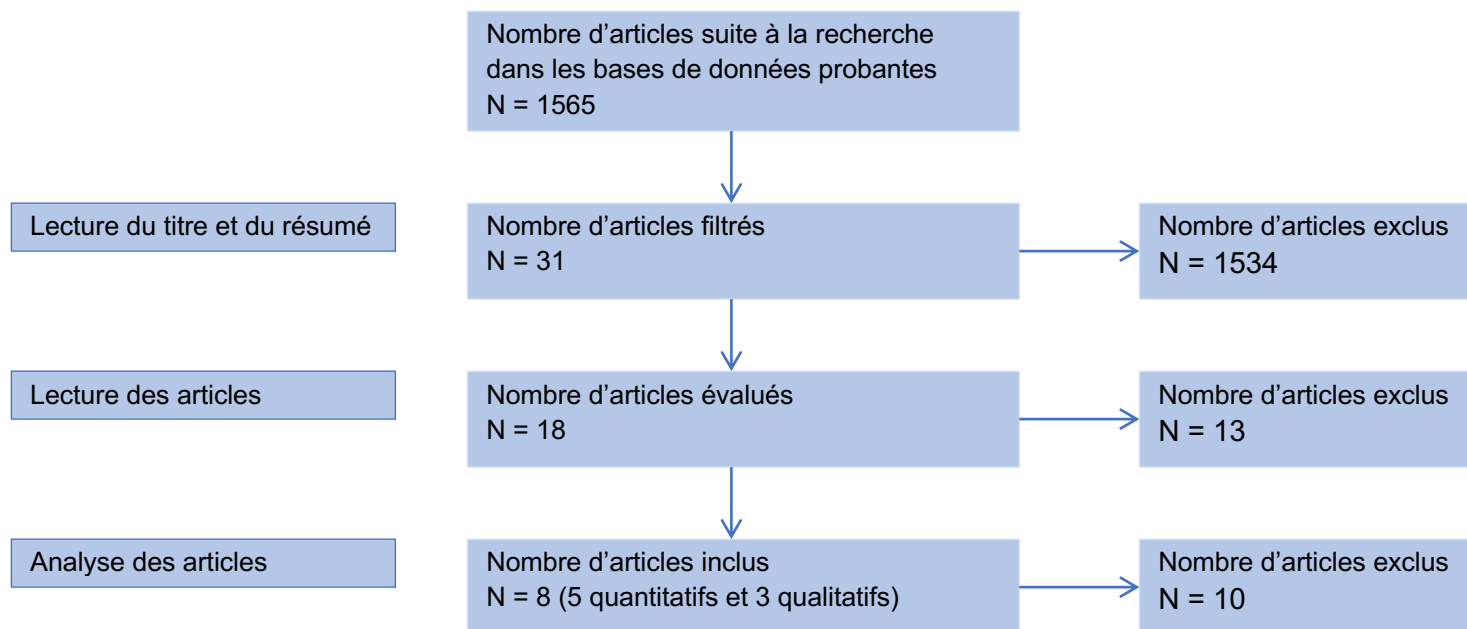 Nombre d’articles suite à la recherche
dans les bases de données probantes
N = 1565
Lecture du titre et du résumé
Nombre d’articles filtrés
N = 31
Nombre d’articles exclus
N = 1534
Lecture des articles
Nombre d’articles évalués
N = 18
Nombre d’articles exclus
N = 13
Analyse des articles
Nombre d’articles inclus
N = 8 (5 quantitatifs et 3 qualitatifs)
Nombre d’articles exclus
N = 10